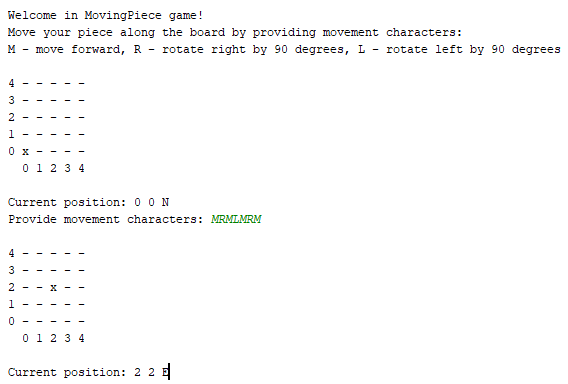 Welcome in MovingPiece game!
Move your piece along the board by providing movement characters:
M - move forward, R - rotate right by 90 degrees, L - rotate left by 90 degrees
4 - - - - -
3 - - - - -
2 - - - - -
1 - - - - -
0 x - - - -
0 1 2 3 4
Current position: 0 0 N
Provide movement characters: MRMLMRM
4 - - - - -
3 - - - - -
2 - - x - -
1 - - - - -
0 - - - - -
0 1 2 3 4
Current position: 2 2 E